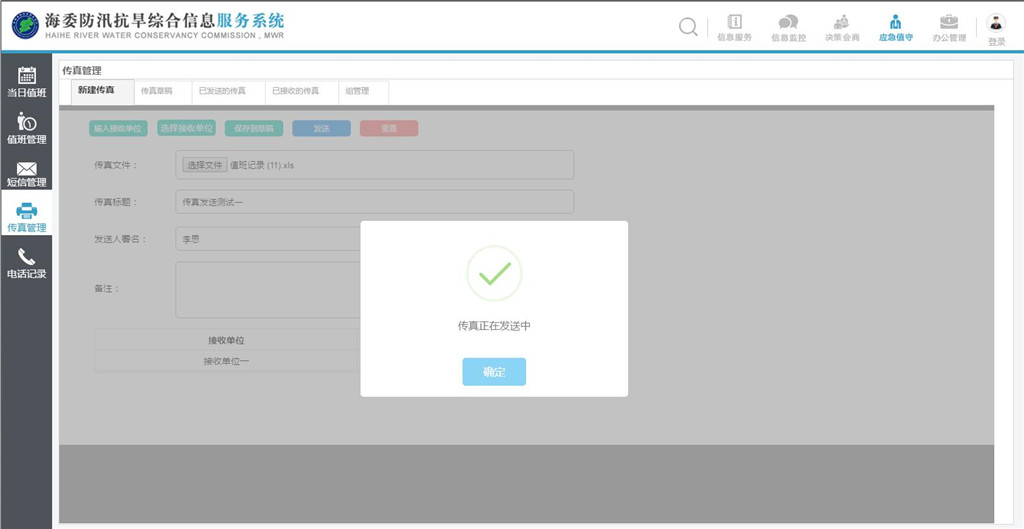 海委防汛抗旱综合信息服务系统
HAIHE RIVER WATER CONSERVANCY COMMISSION , MWR
信息服务
信息监控
决策会商
应急值守
办公管理
登录
当日值班
值班管理
短信管理
传真管理
电话记录
传真管理
新建传真
传真草稿
已发送的传真
已接收的传真
组管理
输入接收单位
选择接收单位
保存到草稿
发送
重置
传真文件：
选择文件 值班记录 (11).xls
传真标题：
传真发送测试一
发送人署名：
李思
备注：
接收单位
接收单位一
传真正在发送中
确定